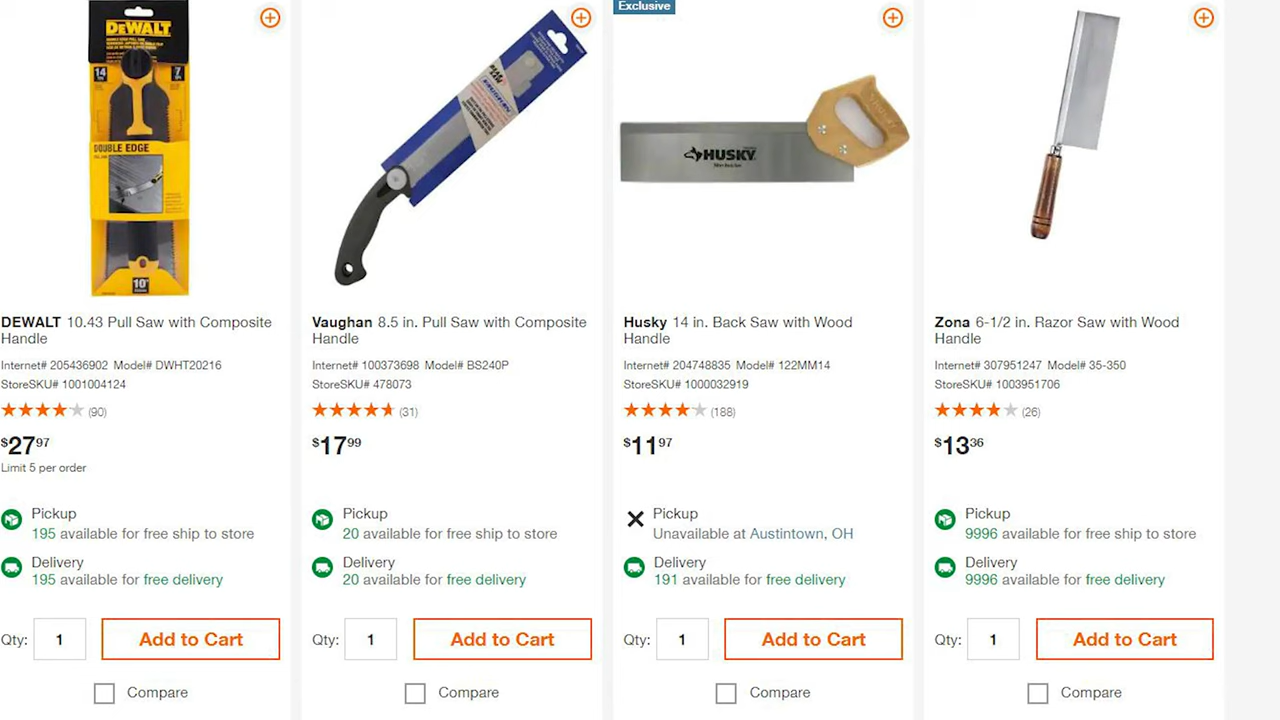 Exclusive
DEWALT
14
7
DOUBLE EDGE
10"
BEAR
SAW
VAUGHAN
HUSKY
DEWALT 10.43 Pull Saw with Composite
Handle
Internet# 205436902 Model# DWHT20216
StoreSKU# 1001004124
(90)
$27 97
Limit 5 per order
Pickup
195 available for free ship to store
Delivery
195 available for free delivery
Qty: 1 Add to Cart
Compare
Vaughan 8.5 in. Pull Saw with Composite
Handle
Internet# 100373698 Model# BS240P
StoreSKU# 478073
(31)
$17 99
Pickup
20 available for free ship to store
Delivery
20 available for free delivery
Qty: 1 Add to Cart
Compare
Husky 14 in. Back Saw with Wood
Handle
Internet# 204748835 Model# 122MM14
StoreSKU# 1000032919
(188)
$11 97
Pickup
Unavailable at Austintown, OH
Delivery
191 available for free delivery
Qty: 1 Add to Cart
Compare
Zona 6-1/2 in. Razor Saw with Wood
Handle
Internet# 307951247 Model# 35-350
StoreSKU# 1003951706
(26)
$13 36
Pickup
9996 available for free ship to store
Delivery
9996 available for free delivery
Qty: 1 Add to Cart
Compare